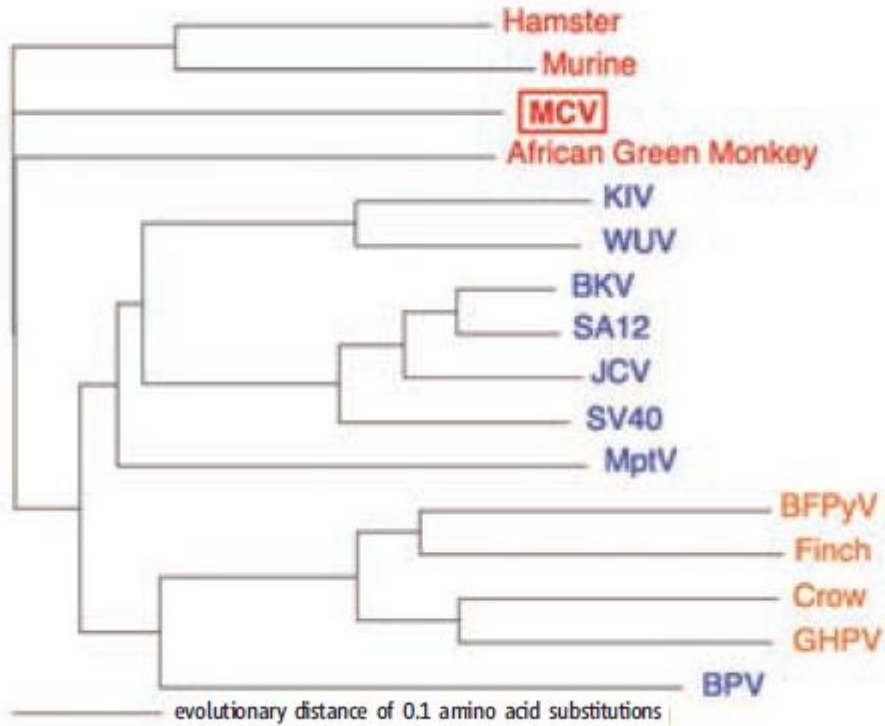 Hamster
Murine
MCV
African Green Monkey
KIV
WUV
BKV
SA12
JCV
SV40
MptV
BFPyV
Finch
Crow
GHPV
BPV
evolutionary distance of 0.1 amino acid substitutions